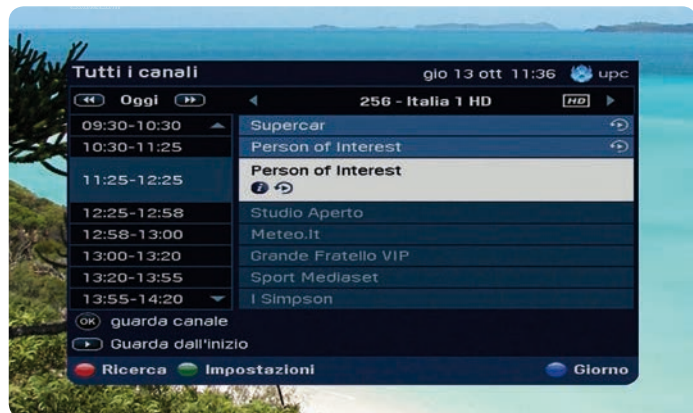 Tutti i canali gio 13 ott 11:36 upc
Oggi 256 - Italia 1 HD HD
09:30-10:30 Supercar
10:30-11:25 Person of Interest
11:25-12:25 Person of Interest
12:25-12:58 Studio Aperto
12:58-13:00 Meteo.It
13:00-13:20 Grande Fratello VIP
13:20-13:55 Sport Mediaset
13:55-14:20 I Simpson
OK guarda canale
Guarda dall'inizio
Ricerca Impostazioni Giorno